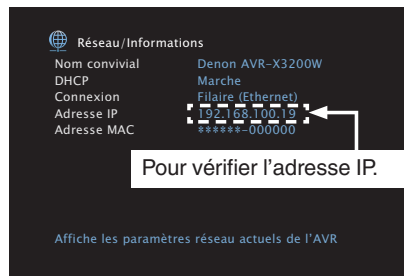 Réseau/Informations
Nom convivial Denon AVR-X3200W
DHCP Marche
Connexion Filaire (Ethernet)
Adresse IP 192.168.100.19
Adresse MAC ******-000000
Pour vérifier l'adresse IP.
Affiche les paramètres réseau actuels de l'AVR